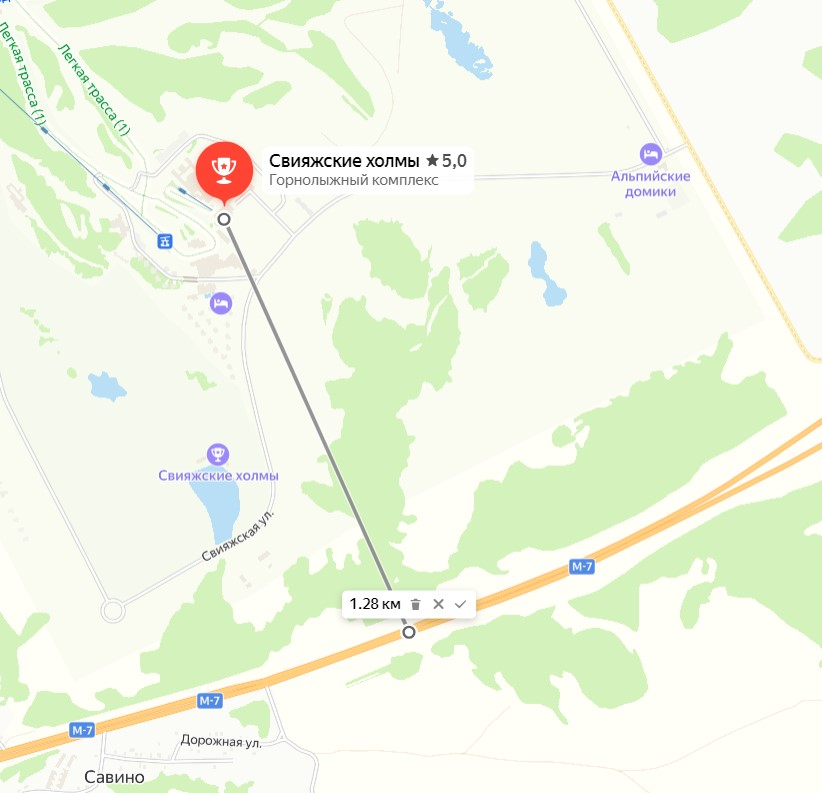 Легкая трасса (1)
Легкая трасса (1)
Свияжские холмы ★ 5,0
Горнолыжный комплекс
Альпийские
домики
Свияжские холмы
Свияжская ул.
М-7
1.28 км
М-7
М-7
Дорожная ул.
Савино